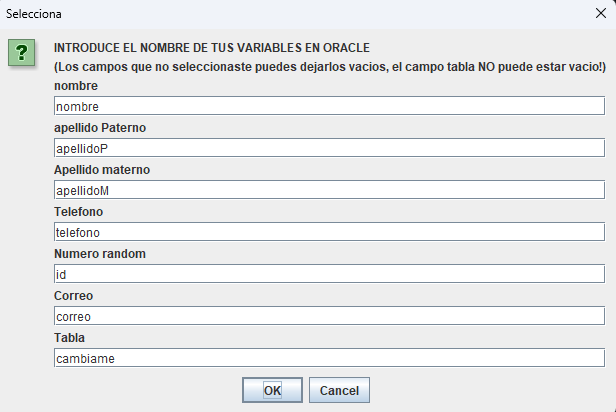 Selecciona
INTRODUCE EL NOMBRE DE TUS VARIABLES EN ORACLE
(Los campos que no seleccionaste puedes dejarlos vacios, el campo tabla NO puede estar vacio!)
nombre
nombre
apellido Paterno
apellidoP
Apellido materno
apellidoM
Telefono
telefono
Numero random
id
Correo
correo
Tabla
cambiame
OK Cancel